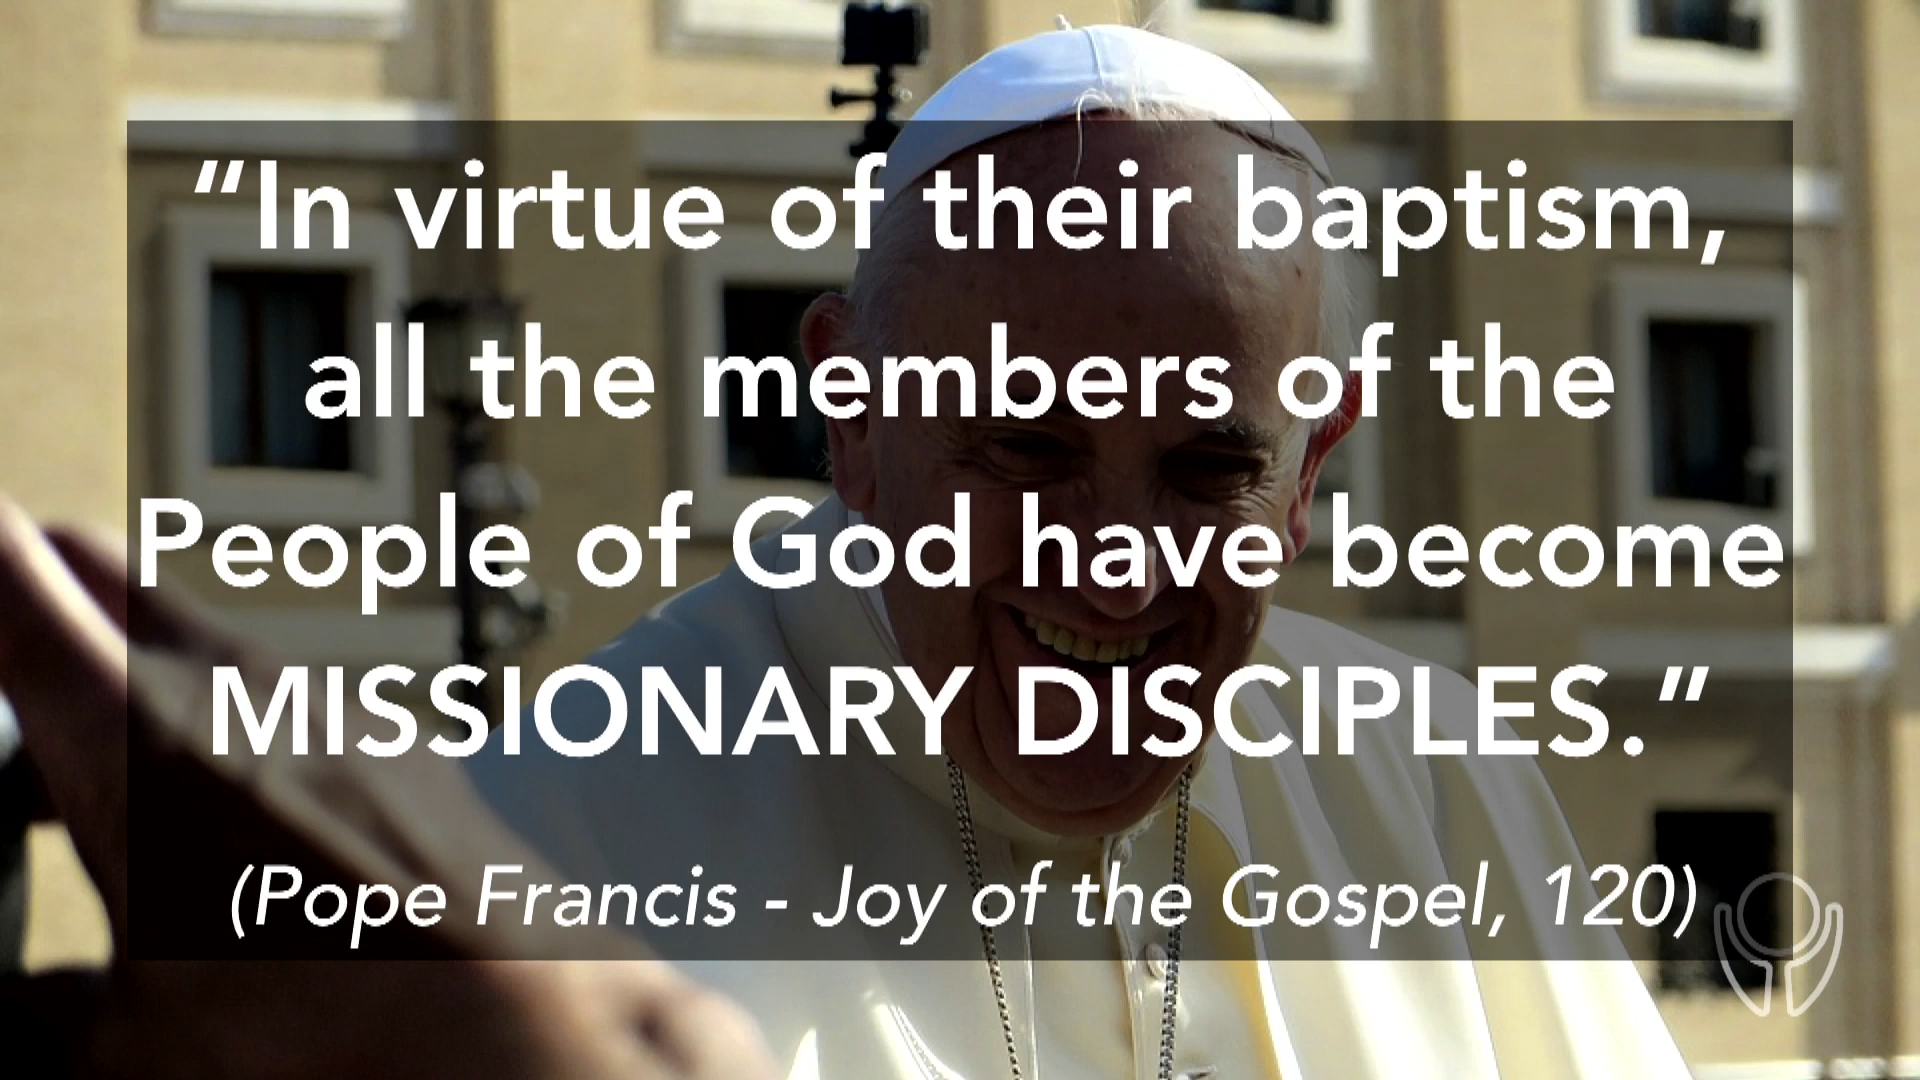 “In virtue of their baptism,
all the members of the
People of God have become
MISSIONARY DISCIPLES.”
(Pope Francis - Joy of the Gospel, 120)